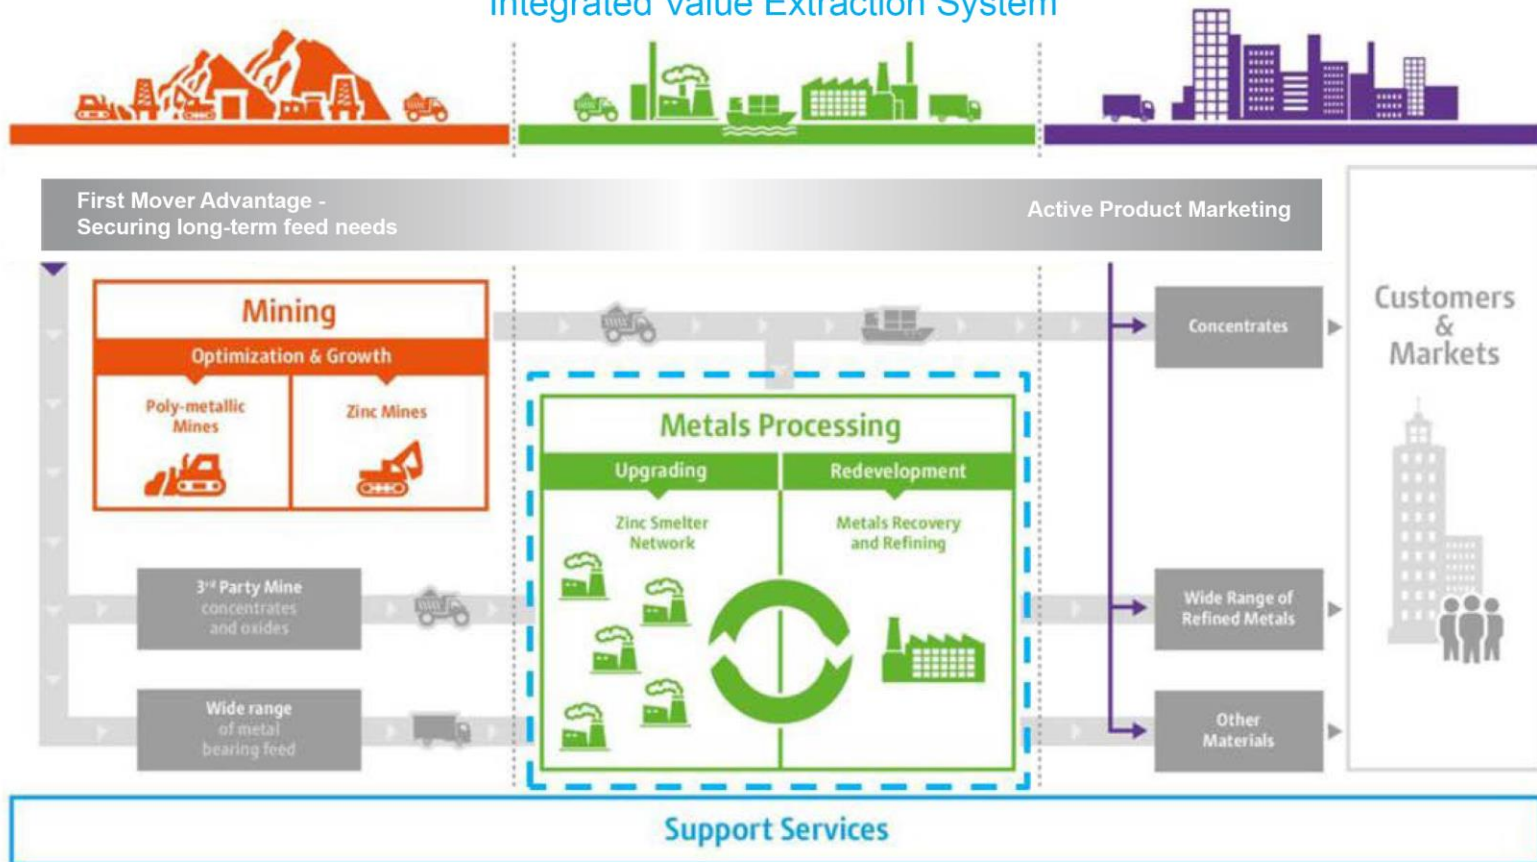 Integrated Value Extraction System
First Mover Advantage -
Securing long-term feed needs
Active Product Marketing
Mining
Optimization & Growth
Poly-metallic
Mines
Zinc Mines
3rd Party Mine
concentrates
and oxides
Wide range
of metal
bearing feed
Metals Processing
Upgrading
Redevelopment
Zinc Smelter
Network
Metals Recovery
and Refining
Concentrates
Wide Range of
Refined Metals
Other
Materials
Customers
&
Markets
Support Services